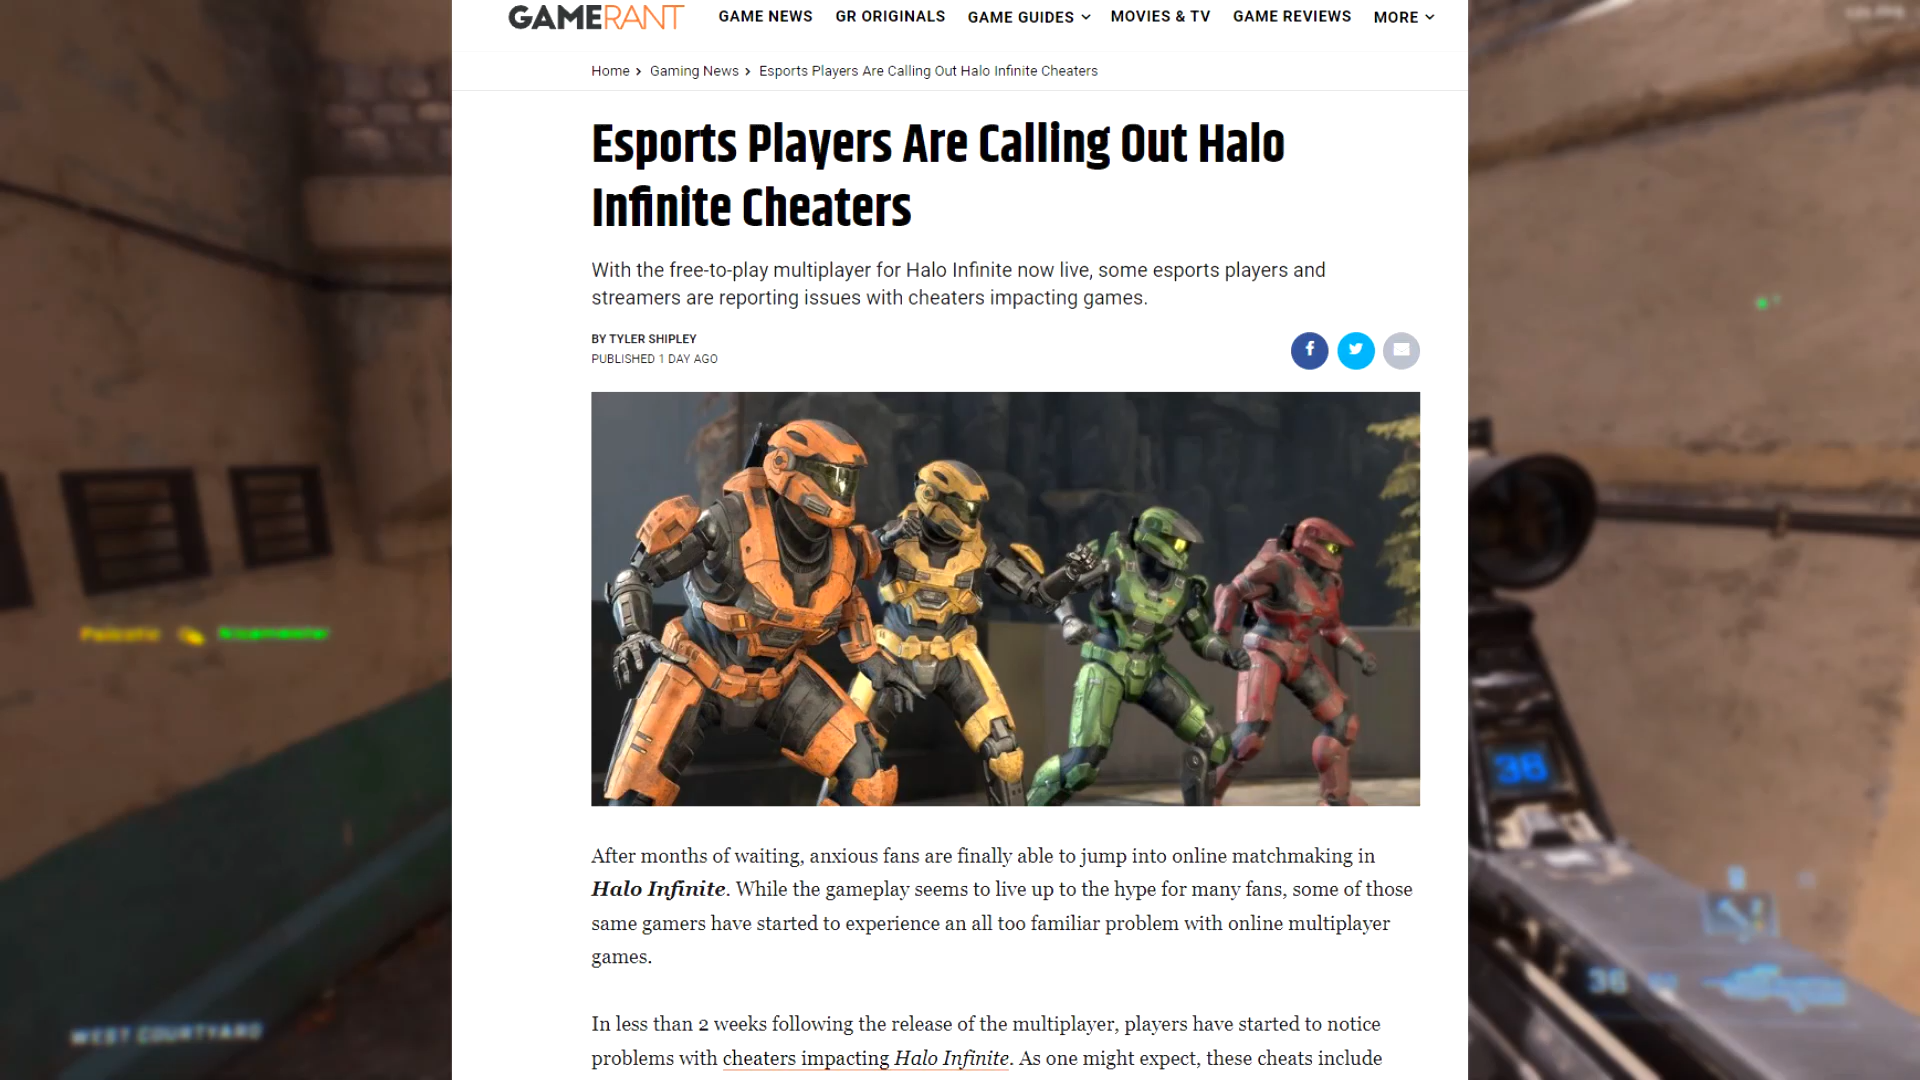 GAMERANT
GAME NEWS
GR ORIGINALS
GAME GUIDES
MOVIES & TV
GAME REVIEWS
MORE
Home > Gaming News > Esports Players Are Calling Out Halo Infinite Cheaters
Esports Players Are Calling Out Halo
Infinite Cheaters
With the free-to-play multiplayer for Halo Infinite now live, some esports players and
streamers are reporting issues with cheaters impacting games.
BY TYLER SHIPLEY
PUBLISHED 1 DAY AGO
After months of waiting, anxious fans are finally able to jump into online matchmaking in
Halo Infinite. While the gameplay seems to live up to the hype for many fans, some of those
same gamers have started to experience an all too familiar problem with online multiplayer
games.
In less than 2 weeks following the release of the multiplayer, players have started to notice
problems with cheaters impacting Halo Infinite. As one might expect, these cheats include
36
36
WEST COURTYARD